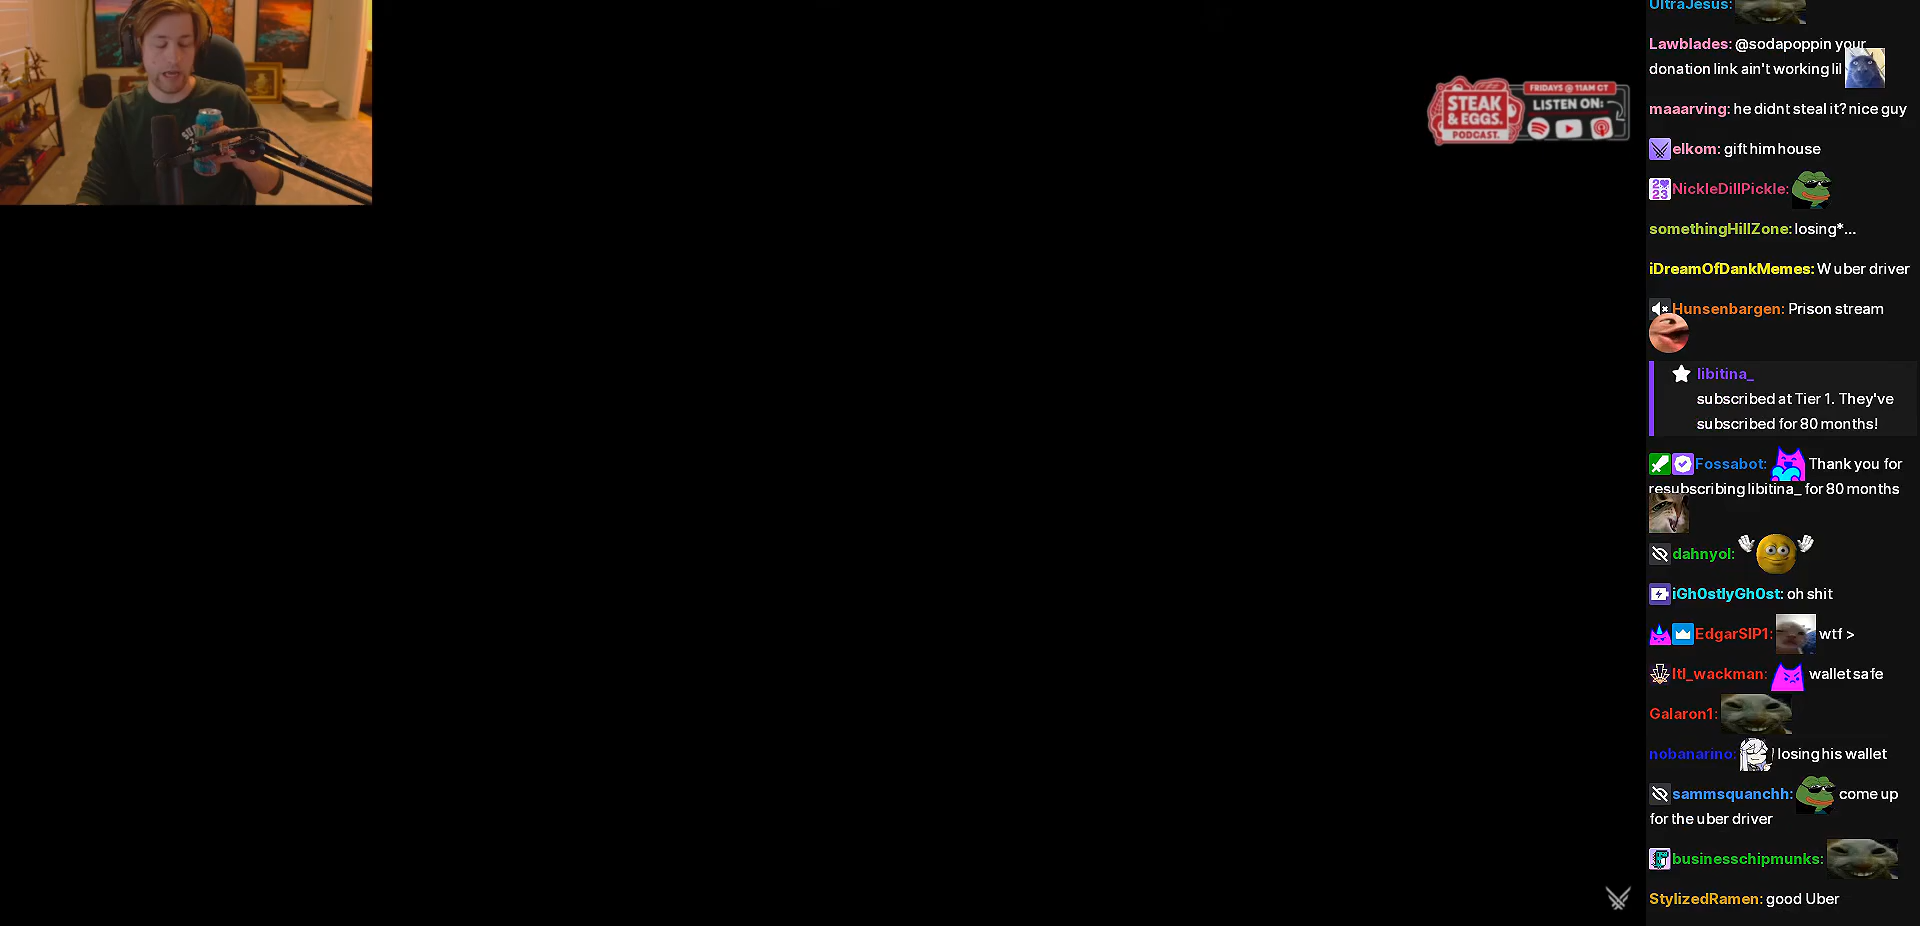 STEAK
& EGGS.
PODCAST.
FRIDAYS @ 11AM CT
LISTEN ON:
UltraJesus:
Lawblades: @sodapoppin your
donation link ain't working lil
maaarving: he didnt steal it? nice guy
elkom: gift him house
NickleDillPickle:
somethingHillZone: losing*...
iDreamOfDankMemes: W uber driver
Hunsenbargen: Prison stream
libitina_
subscribed at Tier 1. They've
subscribed for 80 months!
Fossabot: Thank you for
resubscribing libitina_ for 80 months
dahnyol:
iGh0stlyGh0st: oh shit
EdgarSIP1: wtf >
ltl_wackman: wallet safe
Galaron1:
nobanarino: losing his wallet
sammsquanchh: come up
for the uber driver
businesschipmunks:
StylizedRamen: good Uber